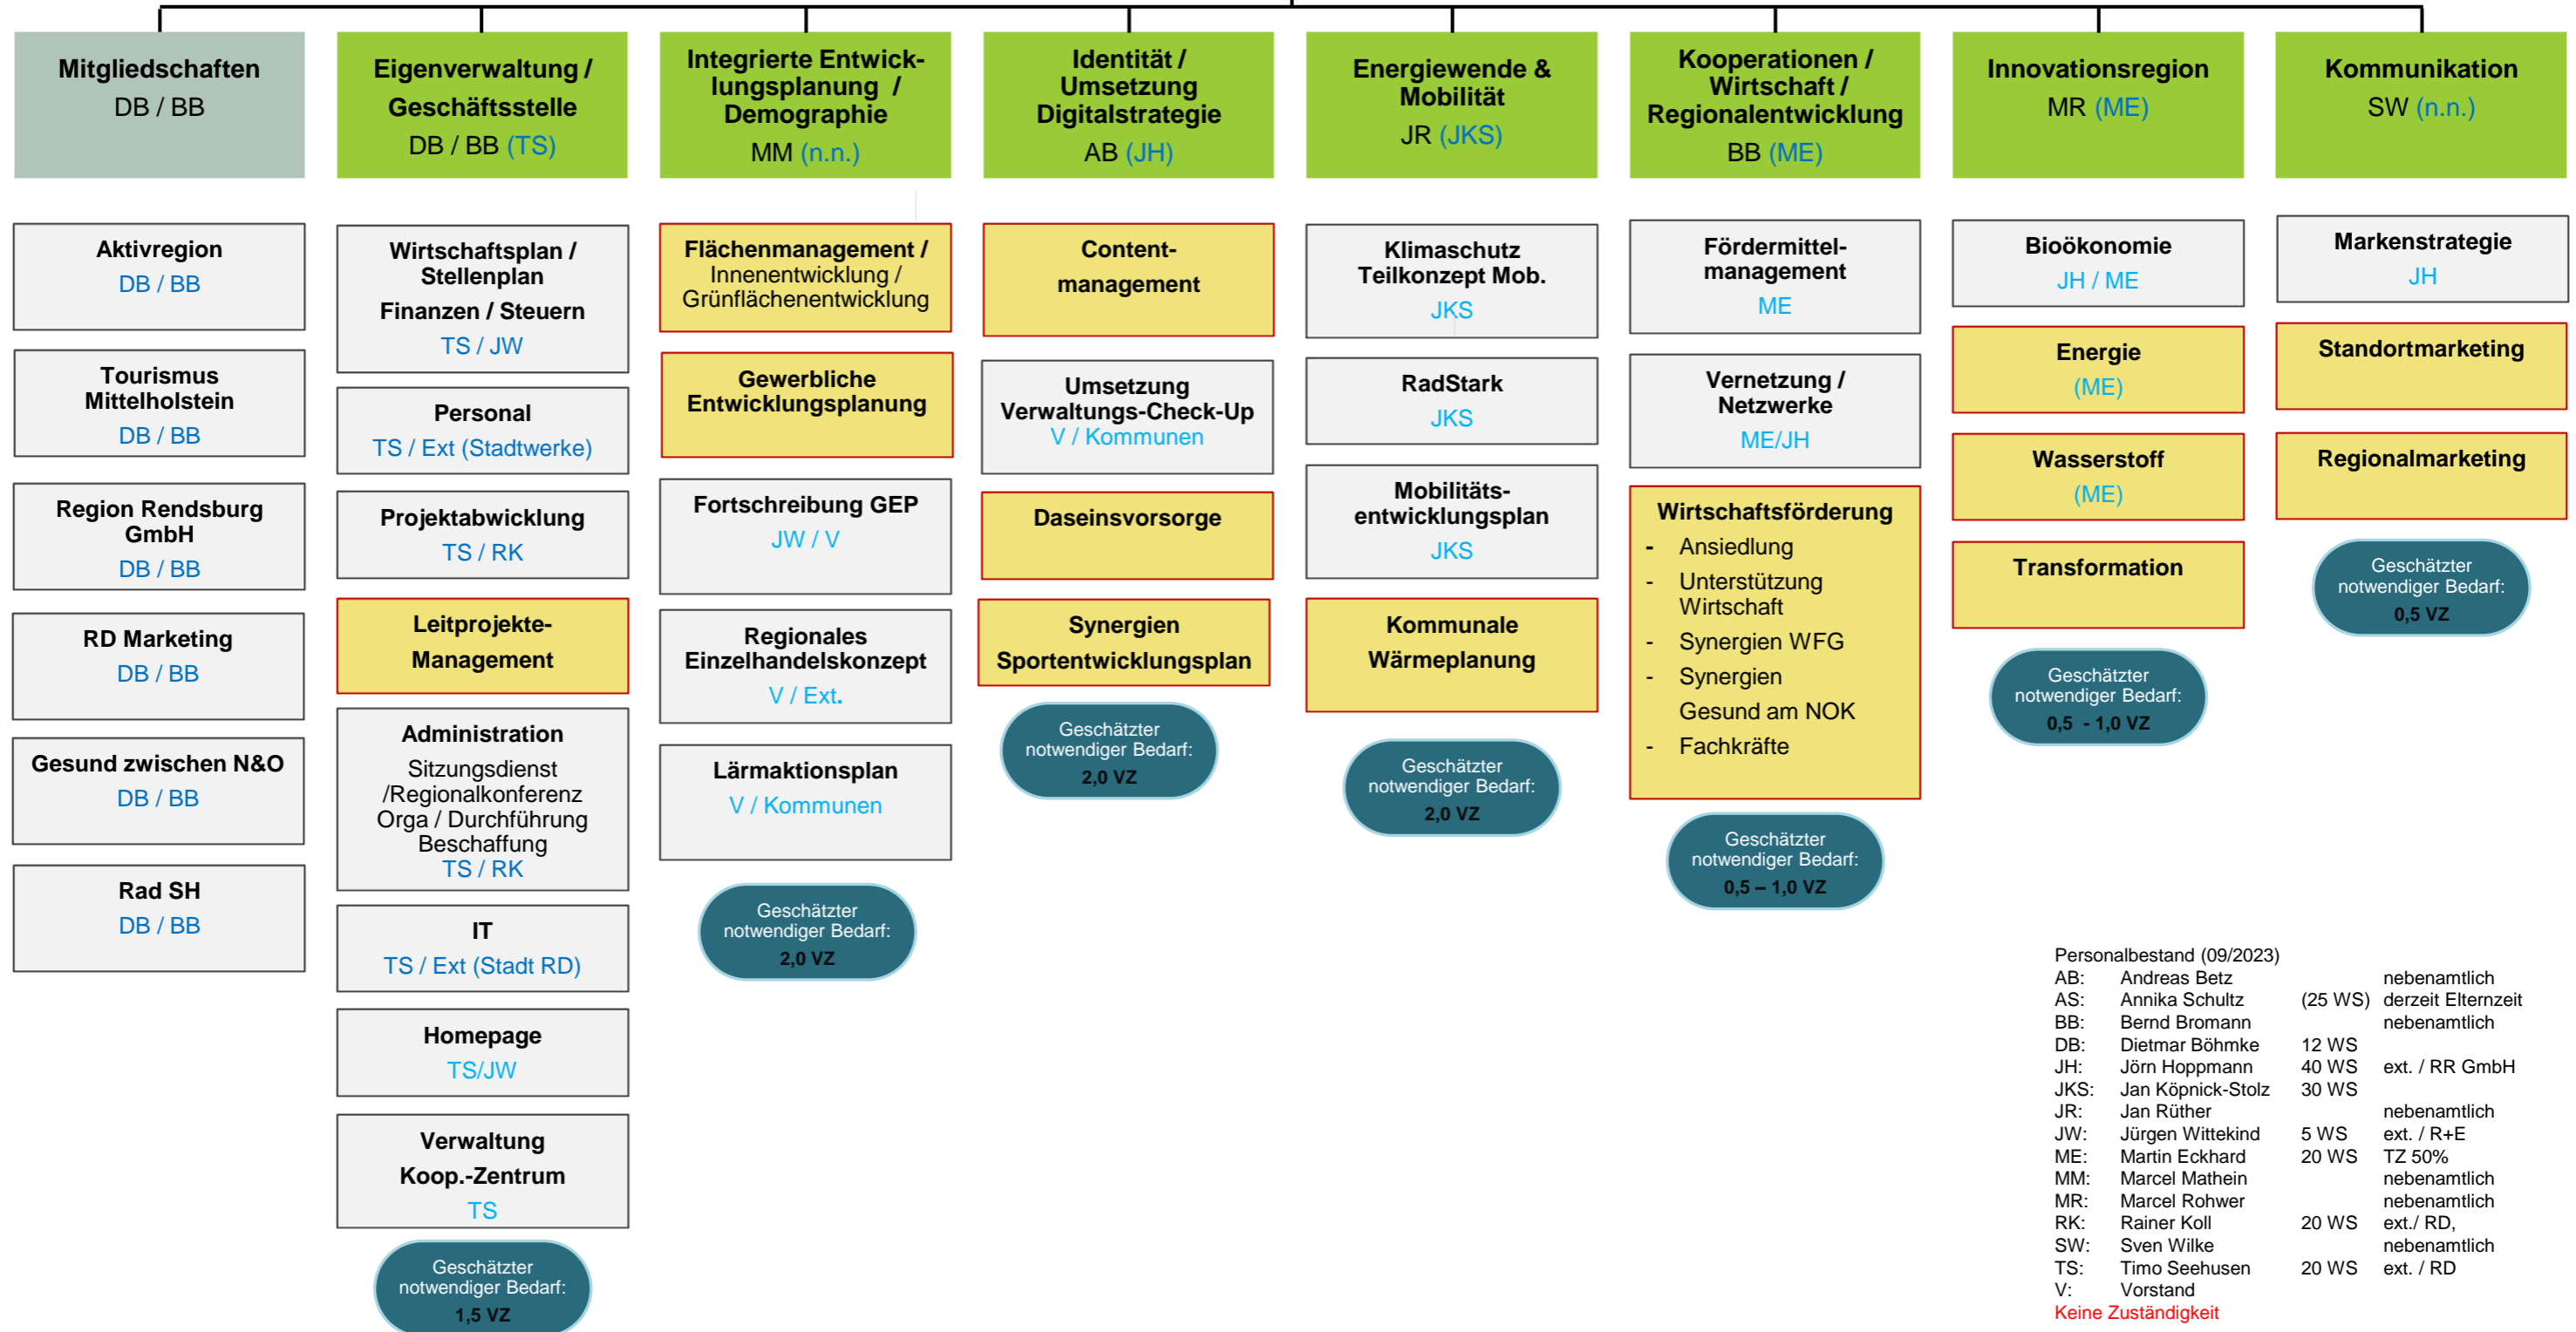 Mitgliedschaften
DB / BB
Aktivregion
DB / BB
Tourismus
Mittelholstein
DB / BB
Region Rendsburg
GmbH
DB / BB
RD Marketing
DB / BB
Gesund zwischen N&O
DB / BB
Rad SH
DB / BB
Eigenverwaltung /
Geschäftsstelle
DB / BB (TS)
Wirtschaftsplan /
Stellenplan
Finanzen / Steuern
TS / JW
Personal
TS / Ext (Stadtwerke)
Projektabwicklung
TS / RK
Leitprojekte-
Management
Administration
Sitzungsdienst
/Regionalkonferenz
Orga / Durchführung
Beschaffung
TS / RK
IT
TS / Ext (Stadt RD)
Homepage
TS/JW
Verwaltung
Koop.-Zentrum
TS
Geschätzter
notwendiger Bedarf:
1,5 VZ
Integrierte Entwick-
lungsplanung /
Demographie
MM (n.n.)
Flächenmanagement /
Innenentwicklung /
Grünflächenentwicklung
Gewerbliche
Entwicklungsplanung
Fortschreibung GEP
JW / V
Regionales
Einzelhandelskonzept
V / Ext.
Lärmaktionsplan
V / Kommunen
Geschätzter
notwendiger Bedarf:
2,0 VZ
Identität /
Umsetzung
Digitalstrategie
AB (JH)
Content-
management
Umsetzung
Verwaltungs-Check-Up
V / Kommunen
Daseinsvorsorge
Synergien
Sportentwicklungsplan
Geschätzter
notwendiger Bedarf:
2,0 VZ
Energiewende &
Mobilität
JR (JKS)
Klimaschutz
Teilkonzept Mob.
JKS
RadStark
JKS
Mobilitäts-
entwicklungsplan
JKS
Kommunale
Wärmeplanung
Geschätzter
notwendiger Bedarf:
2,0 VZ
Kooperationen /
Wirtschaft /
Regionalentwicklung
BB (ME)
Fördermittel-
management
ME
Vernetzung /
Netzwerke
ME/JH
Wirtschaftsförderung
- Ansiedlung
- Unterstützung
Wirtschaft
- Synergien WFG
- Synergien
Gesund am NOK
- Fachkräfte
Geschätzter
notwendiger Bedarf:
0,5 – 1,0 VZ
Innovationsregion
MR (ME)
Bioökonomie
JH / ME
Energie
(ME)
Wasserstoff
(ME)
Transformation
Geschätzter
notwendiger Bedarf:
0,5 - 1,0 VZ
Kommunikation
SW (n.n.)
Markenstrategie
JH
Standortmarketing
Regionalmarketing
Geschätzter
notwendiger Bedarf:
0,5 VZ
Personalbestand (09/2023)
AB: Andreas Betz nebenamtlich
AS: Annika Schultz (25 WS) derzeit Elternzeit
BB: Bernd Bromann nebenamtlich
DB: Dietmar Böhmke 12 WS
JH: Jörn Hoppmann 40 WS ext. / RR GmbH
JKS: Jan Köpnick-Stolz 30 WS
JR: Jan Rüther nebenamtlich
JW: Jürgen Wittekind 5 WS ext. / R+E
ME: Martin Eckhard 20 WS TZ 50%
MM: Marcel Mathein nebenamtlich
MR: Marcel Rohwer nebenamtlich
RK: Rainer Koll 20 WS ext./ RD,
SW: Sven Wilke nebenamtlich
TS: Timo Seehusen 20 WS ext. / RD
V: Vorstand
Keine Zuständigkeit